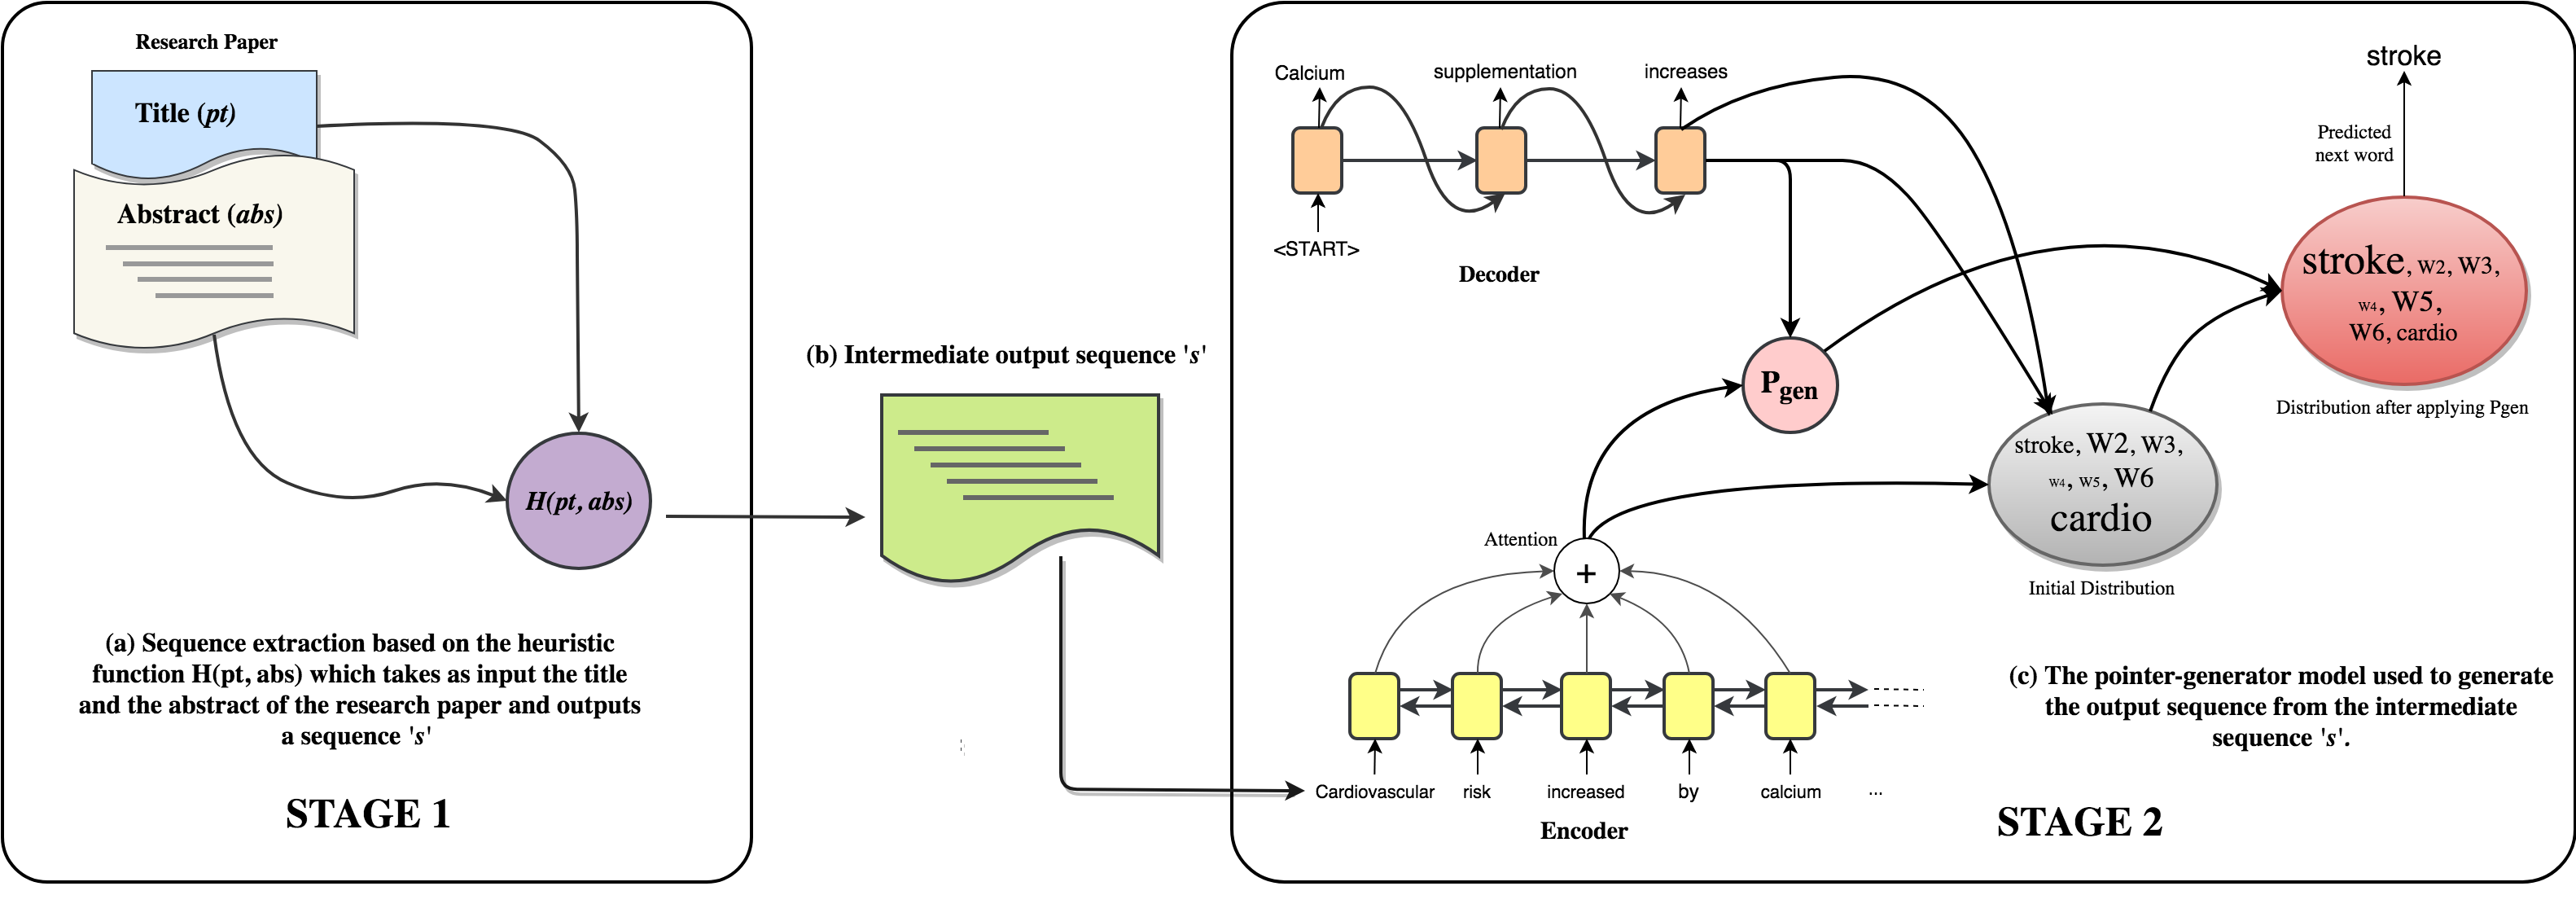 Research Paper
Title (pt)
Abstract (abs)
H(pt, abs)
(a) Sequence extraction based on the heuristic
function H(pt, abs) which takes as input the title
and the abstract of the research paper and outputs
a sequence 's'
STAGE 1
(b) Intermediate output sequence 's'
Calcium
supplementation
increases
<START>
Decoder
Pgen
stroke
Predicted
next word
stroke, W2, W3,
W4, W5,
W6, cardio
Distribution after applying Pgen
stroke, W2, W3,
W4, W5, W6
cardio
Initial Distribution
Attention
+
Cardiovascular
risk
increased
by
calcium
...
Encoder
(c) The pointer-generator model used to generate
the output sequence from the intermediate
sequence 's'.
STAGE 2